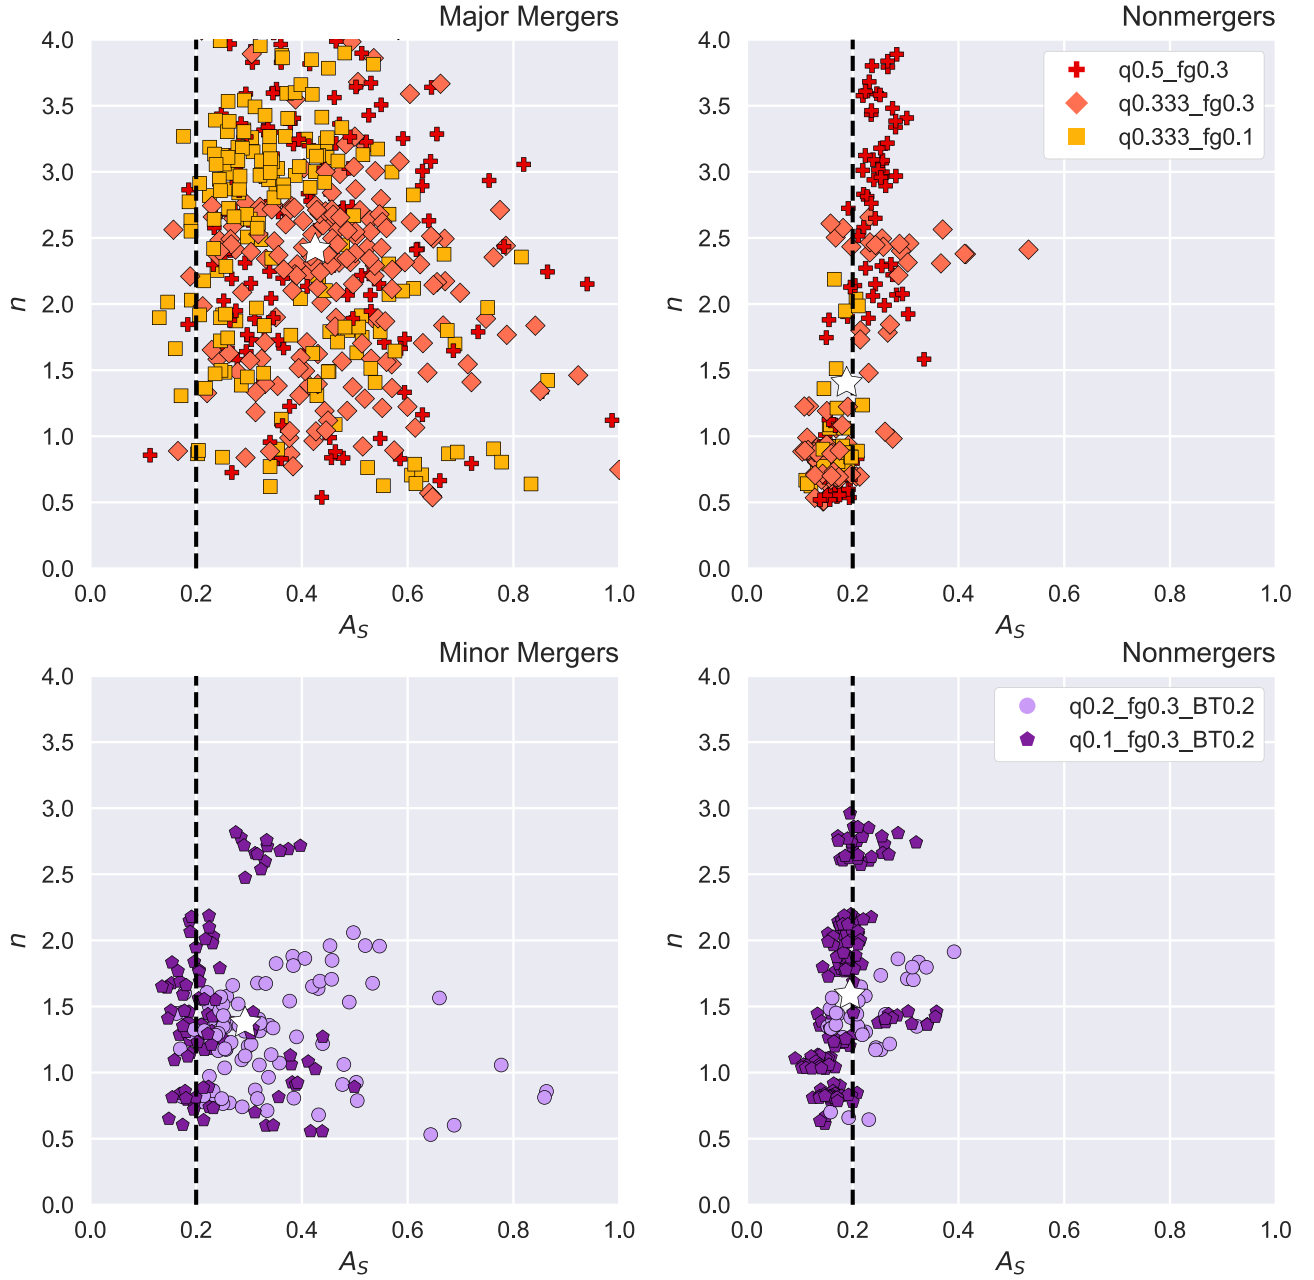 Major Mergers
4.0
3.5
3.0
2.5
2.0
1.5
1.0
0.5
0.0
n
0.0 0.2 0.4 0.6 0.8 1.0
A_S
Nonmergers
4.0
3.5
3.0
2.5
2.0
1.5
1.0
0.5
0.0
n
q0.5_fg0.3
q0.333_fg0.3
q0.333_fg0.1
0.0 0.2 0.4 0.6 0.8 1.0
A_S
Minor Mergers
4.0
3.5
3.0
2.5
2.0
1.5
1.0
0.5
0.0
n
0.0 0.2 0.4 0.6 0.8 1.0
A_S
Nonmergers
4.0
3.5
3.0
2.5
2.0
1.5
1.0
0.5
0.0
n
q0.2_fg0.3_BT0.2
q0.1_fg0.3_BT0.2
0.0 0.2 0.4 0.6 0.8 1.0
A_S